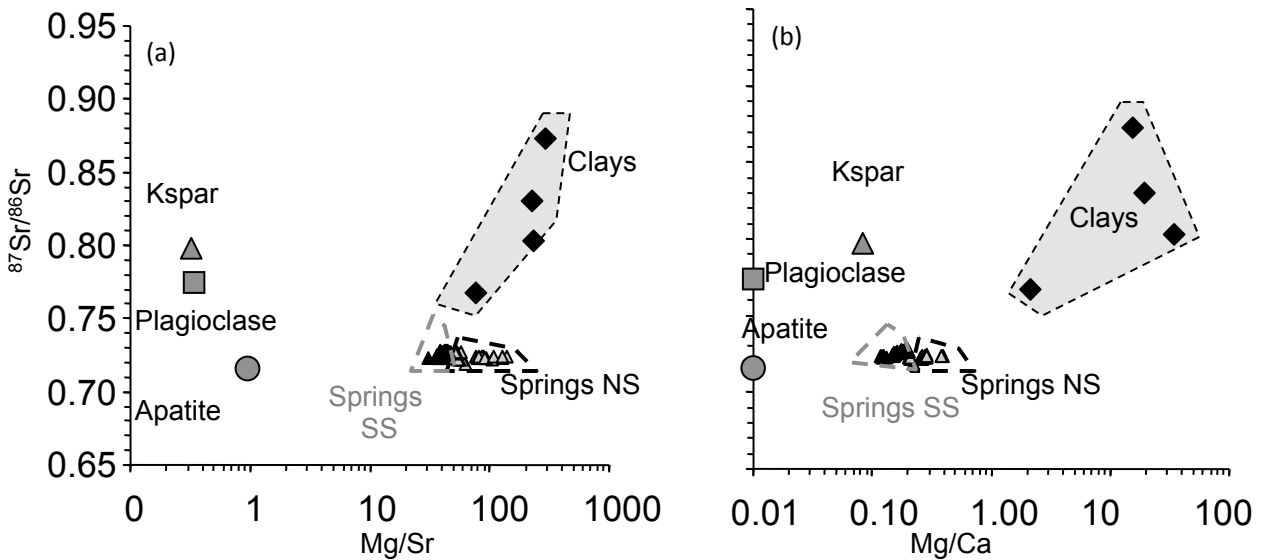 (a)
0.95
0.90
0.85
0.80
0.75
0.70
0.65
87Sr/86Sr
Kspar
Plagioclase
Apatite
Clays
Springs
SS
Springs NS
0 1 10 100 1000
Mg/Sr
(b)
Kspar
Plagioclase
Apatite
Clays
Springs SS
Springs NS
0.01 0.10 1.00 10 100
Mg/Ca